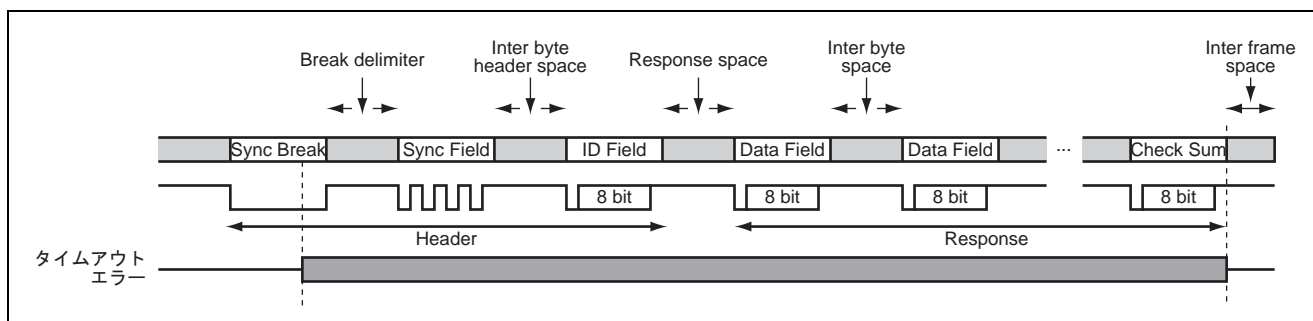 Break delimiter
Inter byte
header space
Response space
Inter byte
space
Inter frame
space
Sync Break
Sync Field
ID Field
Data Field
Data Field
...
Check Sum
8 bit
8 bit
8 bit
8 bit
Header
Response
タイムアウト
エラー